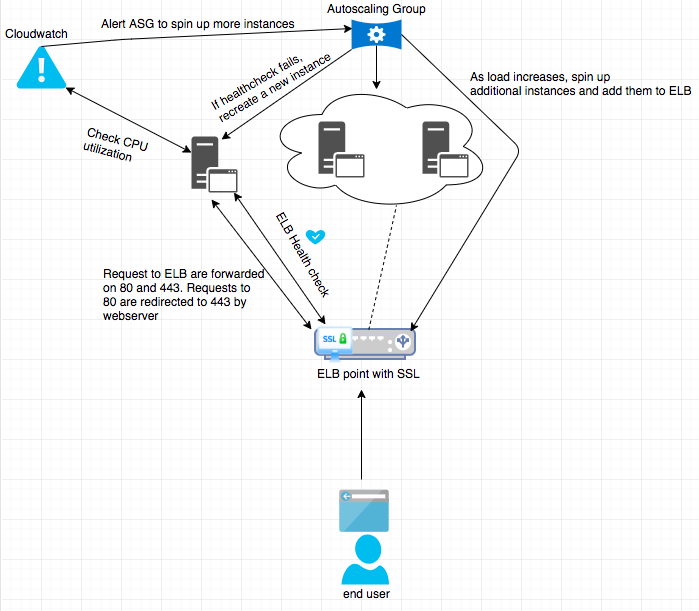 Autoscaling Group
Alert ASG to spin up more instances
Cloudwatch
If healthcheck fails,
recreate a new instance
As load increases, spin up
additional instances and add them to ELB
Check CPU
utilization
ELB Health check
Request to ELB are forwarded
on 80 and 443. Requests to
80 are redirected to 443 by
webserver
SSL
ELB point with SSL
end user